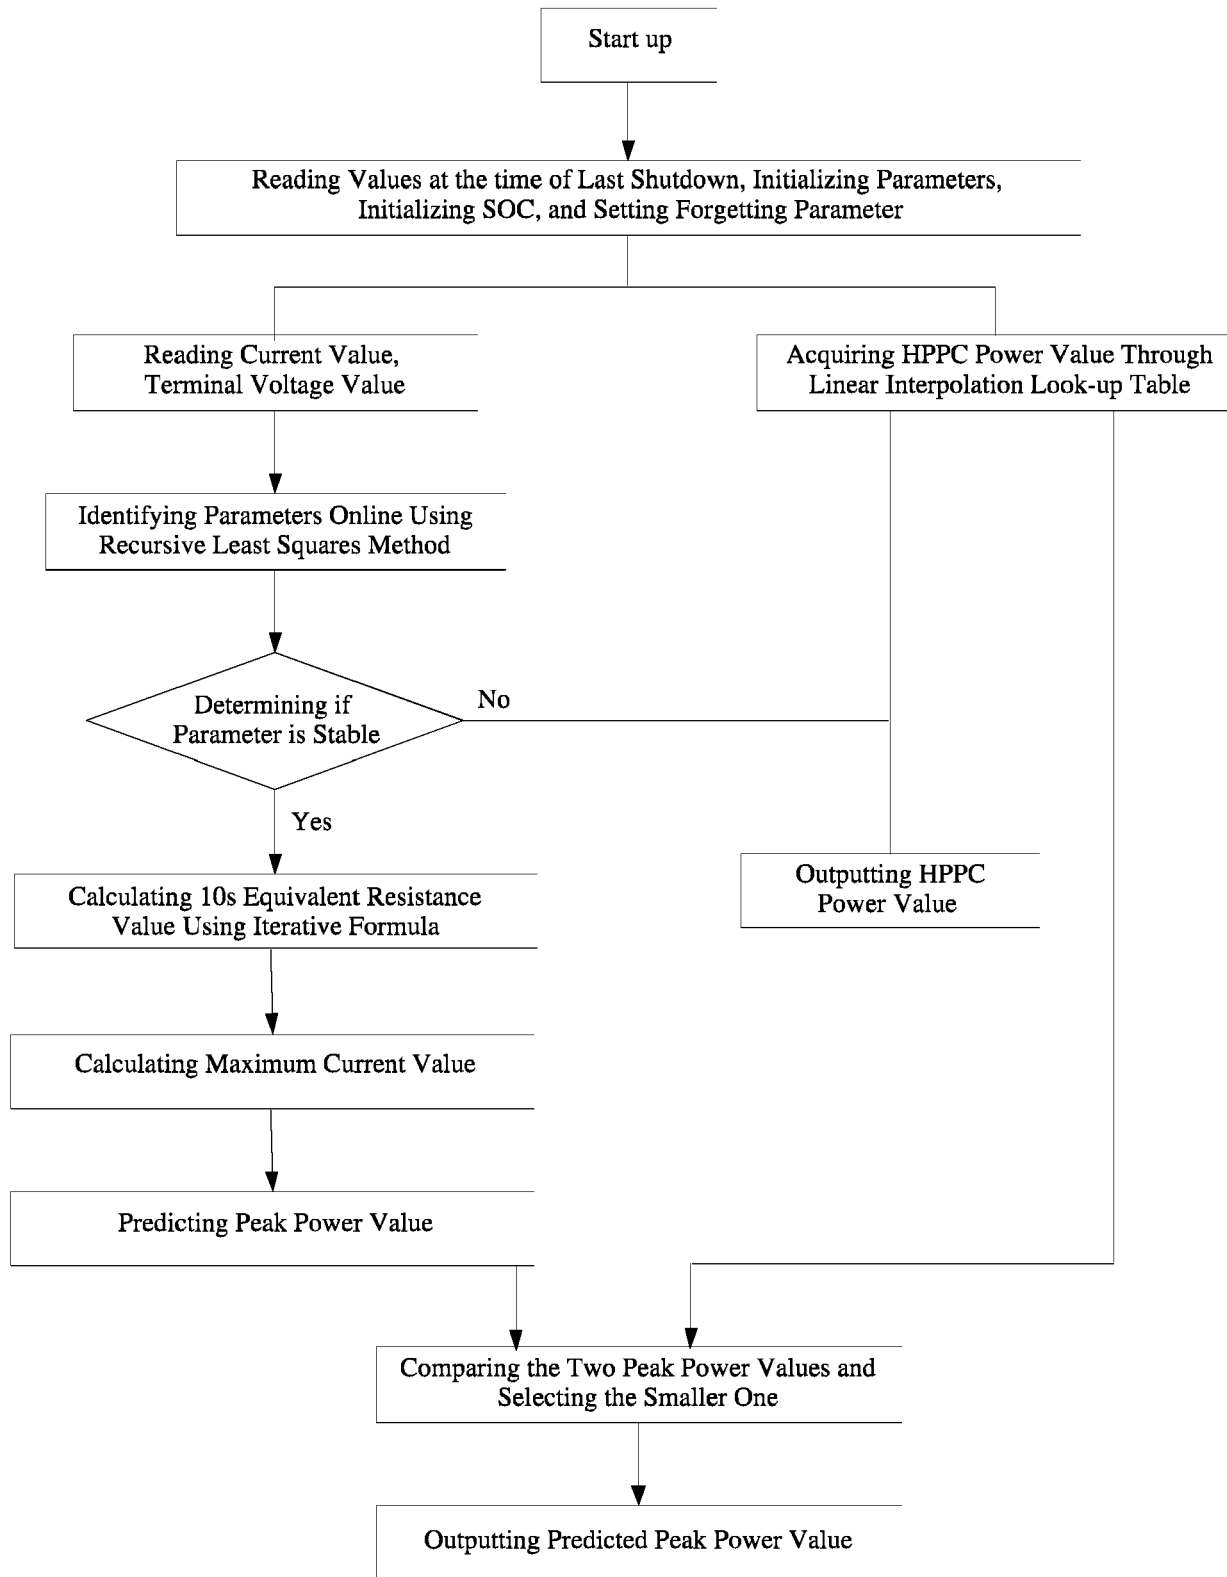 Start up
Reading Values at the time of Last Shutdown, Initializing Parameters,
Initializing SOC, and Setting Forgetting Parameter
Reading Current Value,
Terminal Voltage Value
Acquiring HPPC Power Value Through
Linear Interpolation Look-up Table
Identifying Parameters Online Using
Recursive Least Squares Method
Determining if
Parameter is Stable
No
Yes
Calculating 10s Equivalent Resistance
Value Using Iterative Formula
Outputting HPPC
Power Value
Calculating Maximum Current Value
Predicting Peak Power Value
Comparing the Two Peak Power Values and
Selecting the Smaller One
Outputting Predicted Peak Power Value